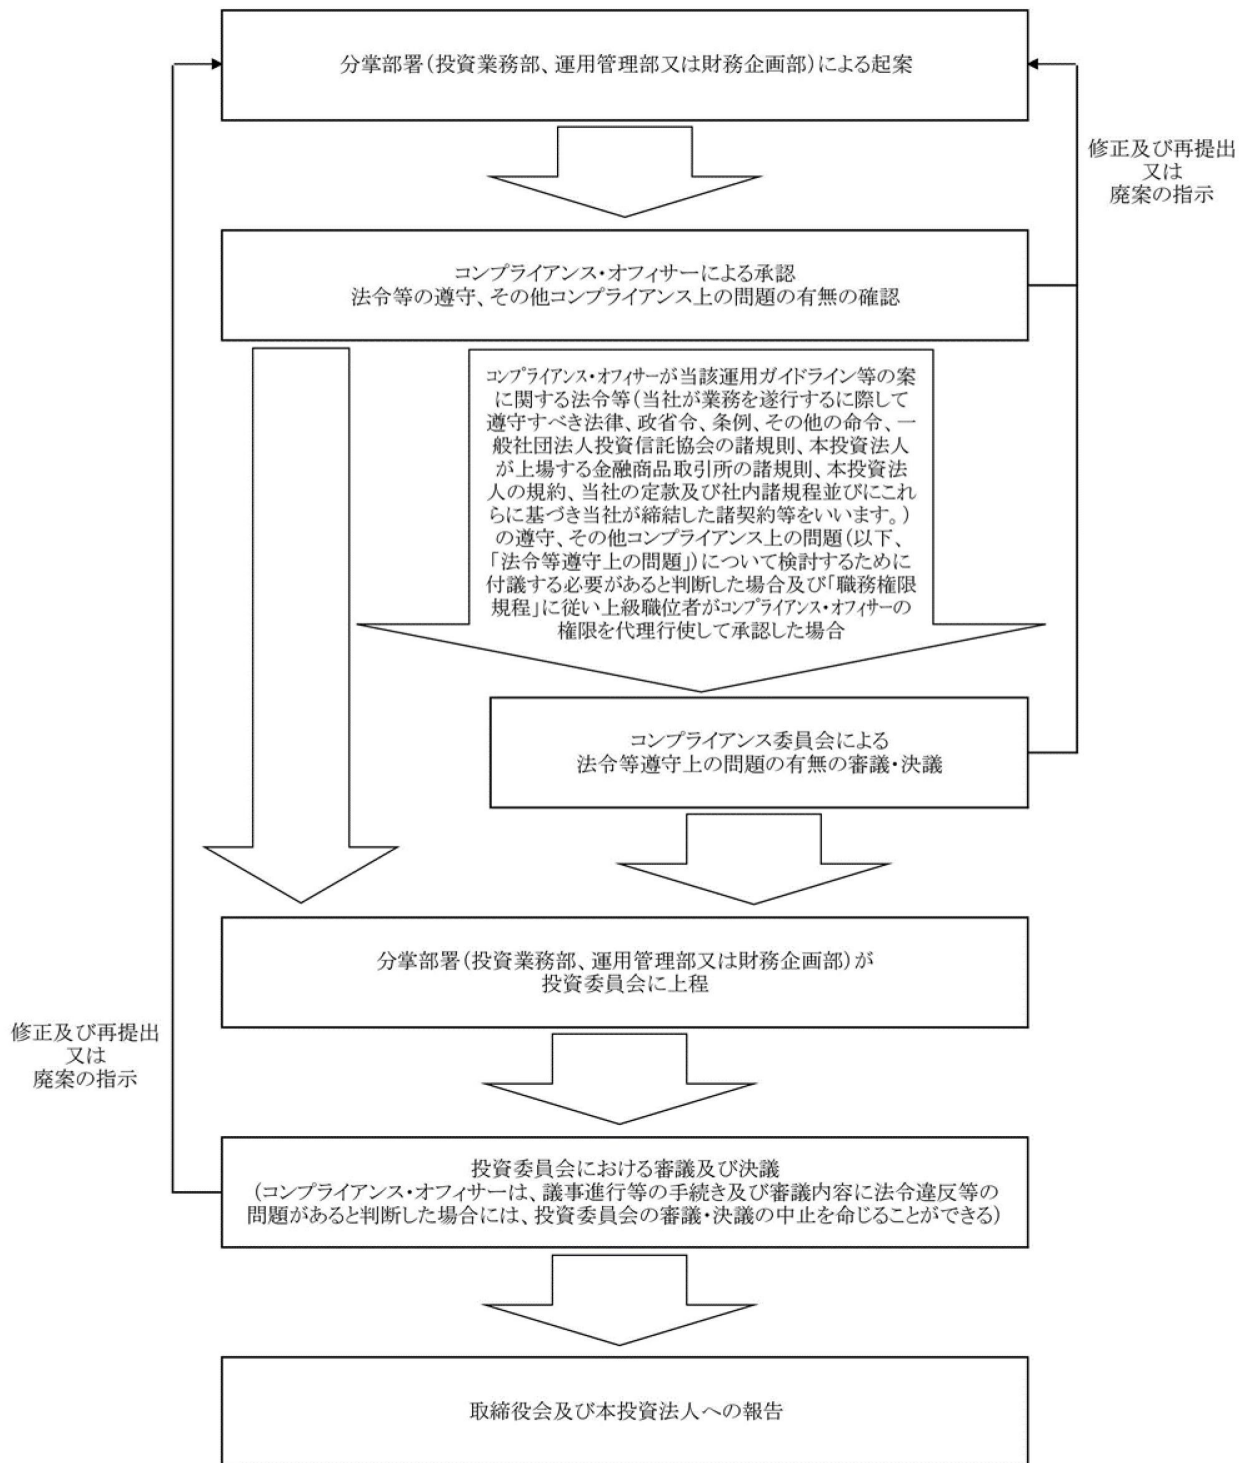 分掌部署(投資業務部、運用管理部又は財務企画部)による起案
修正及び再提出
又は
廃案の指示
コンプライアンス・オフィサーによる承認
法令等の遵守、その他コンプライアンス上の問題の有無の確認
コンプライアンス・オフィサーが当該運用ガイドライン等の案
に関する法令等(当社が業務を遂行するに際して
遵守すべき法律、政省令、条例、その他の命令、一
般社団法人投資信託協会の諸規則、本投資法人
が上場する金融商品取引所の諸規則、本投資法
人の規約、当社の定款及び社内諸規程並びにこれ
らに基づき当社が締結した諸契約等をいいます。)
の遵守、その他コンプライアンス上の問題(以下、
「法令等遵守上の問題」)について検討するために
付議する必要があると判断した場合及び「職務権限
規程」に従い上級職位者がコンプライアンス・オフィサーの
権限を代理行使して承認した場合
コンプライアンス委員会による
法令等遵守上の問題の有無の審議・決議
分掌部署(投資業務部、運用管理部又は財務企画部)が
投資委員会に上程
修正及び再提出
又は
廃案の指示
投資委員会における審議及び決議
(コンプライアンス・オフィサーは、議事進行等の手続き及び審議内容に法令違反等の
問題があると判断した場合には、投資委員会の審議・決議の中止を命じることができる)
取締役会及び本投資法人への報告